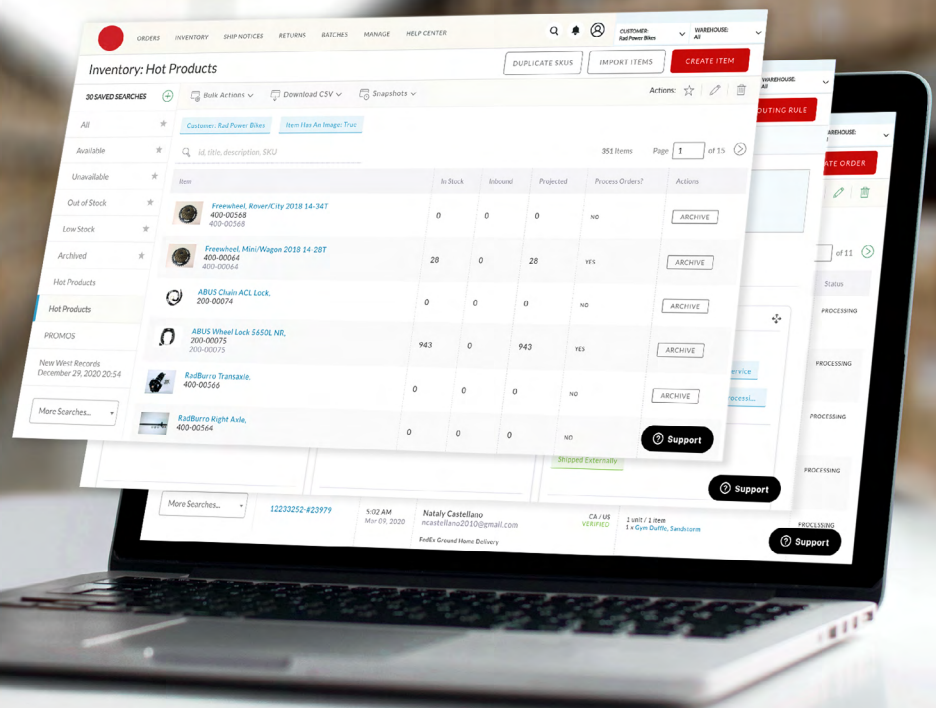 ORDERS INVENTORY SHIP NOTICES RETURNS BATCHES MANAGE HELP CENTER
CUSTOMER:
Rad Power Bikes
WAREHOUSE:
All
Inventory: Hot Products
DUPLICATE SKUS
IMPORT ITEMS
CREATE ITEM
30 SAVED SEARCHES
Bulk Actions
Download CSV
Snapshots
Actions:
All
Available
Unavailable
Out of Stock
Low Stock
Archived
Hot Products
Hot Products
PROMOS
New West Records
December 29, 2020 20:54
More Searches...
Customer: Rad Power Bikes
Item Has An Image: True
id, title, description, SKU
351 Items Page 1 of 15
Item In Stock Inbound Projected Process Orders? Actions
Freewheel, Rover/City 2018 14-34T
400-00568
400-00568
0 0 0 NO ARCHIVE
Freewheel, Mini/Wagon 2018 14-28T
400-00064
400-00064
28 0 28 YES ARCHIVE
ABUS Chain ACL Lock,
200-00074
0 0 0 NO ARCHIVE
ABUS Wheel Lock 5650L NR,
200-00075
200-00075
943 0 943 YES ARCHIVE
RadBurro Transaxle,
400-00566
0 0 0 NO ARCHIVE
RadBurro Right Axle,
400-00564
0 0 0 NO
Support
WAREHOUSE:
All
OUTING RULE
ervice
rocessi...
Shipped Externally
Support
AREHOUSE:
ATE ORDER
of 11
Status
PROCESSING
PROCESSING
PROCESSING
PROCESSING
PROCESSING
More Searches...
12233252-#23979
5:02 AM
Mar 09, 2020
Nataly Castellano
ncastellano2010@gmail.com
FedEx Ground Home Delivery
CA / US
VERIFIED
1 unit / 1 item
1 x Gym Duffle, Sandstorm
Support